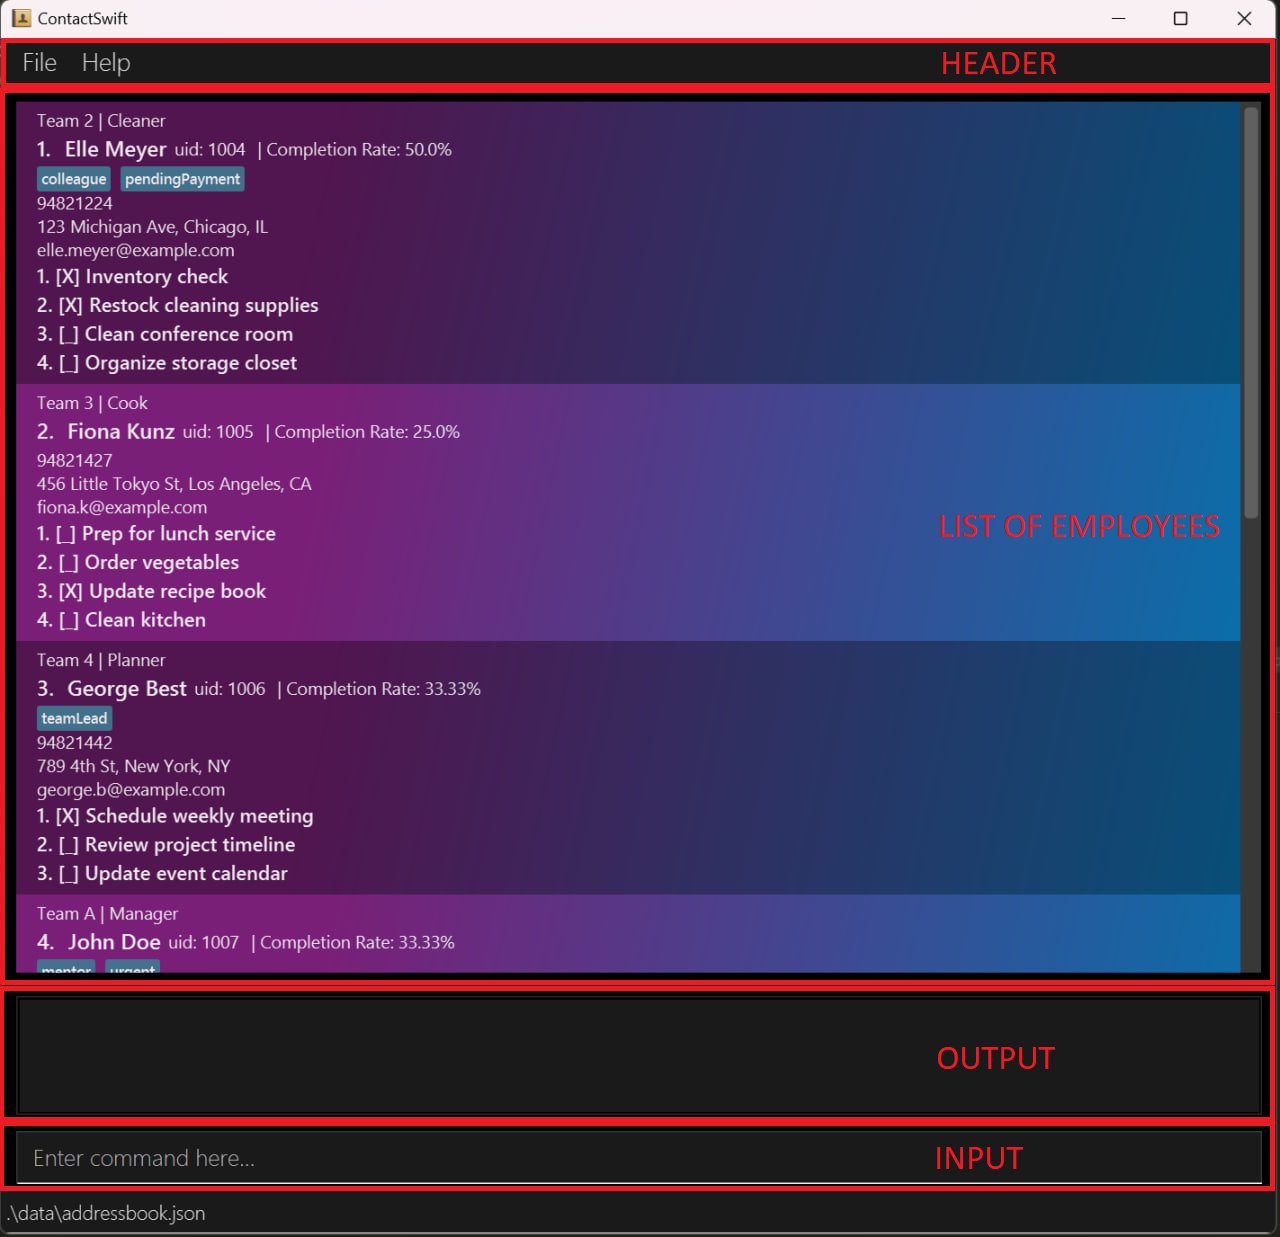 ContactSwift
File Help HEADER
Team 2 | Cleaner
1. Elle Meyer uid: 1004 | Completion Rate: 50.0%
colleague pendingPayment
94821224
123 Michigan Ave, Chicago, IL
elle.meyer@example.com
1. [X] Inventory check
2. [X] Restock cleaning supplies
3. [_] Clean conference room
4. [_] Organize storage closet
Team 3 | Cook
2. Fiona Kunz uid: 1005 | Completion Rate: 25.0%
94821427
456 Little Tokyo St, Los Angeles, CA
fiona.k@example.com
LIST OF EMPLOYEES
1. [_] Prep for lunch service
2. [_] Order vegetables
3. [X] Update recipe book
4. [_] Clean kitchen
Team 4 | Planner
3. George Best uid: 1006 | Completion Rate: 33.33%
teamLead
94821442
789 4th St, New York, NY
george.b@example.com
1. [X] Schedule weekly meeting
2. [_] Review project timeline
3. [_] Update event calendar
Team A | Manager
4. John Doe uid: 1007 | Completion Rate: 33.33%
mentor urgent
OUTPUT
Enter command here... INPUT
.\data\addressbook.json